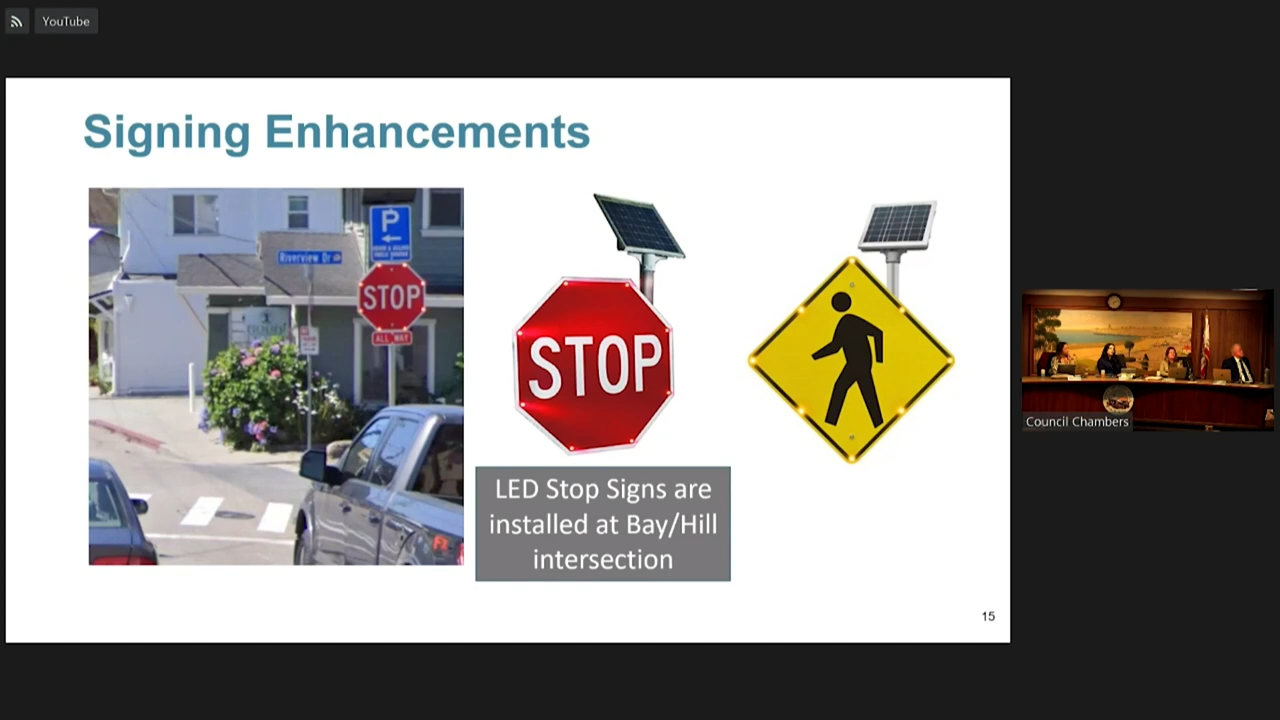 YouTube
Signing Enhancements
P
Riverview Dr
STOP
ALL WAY
STOP
LED Stop Signs are
installed at Bay/Hill
intersection
15
Council Chambers